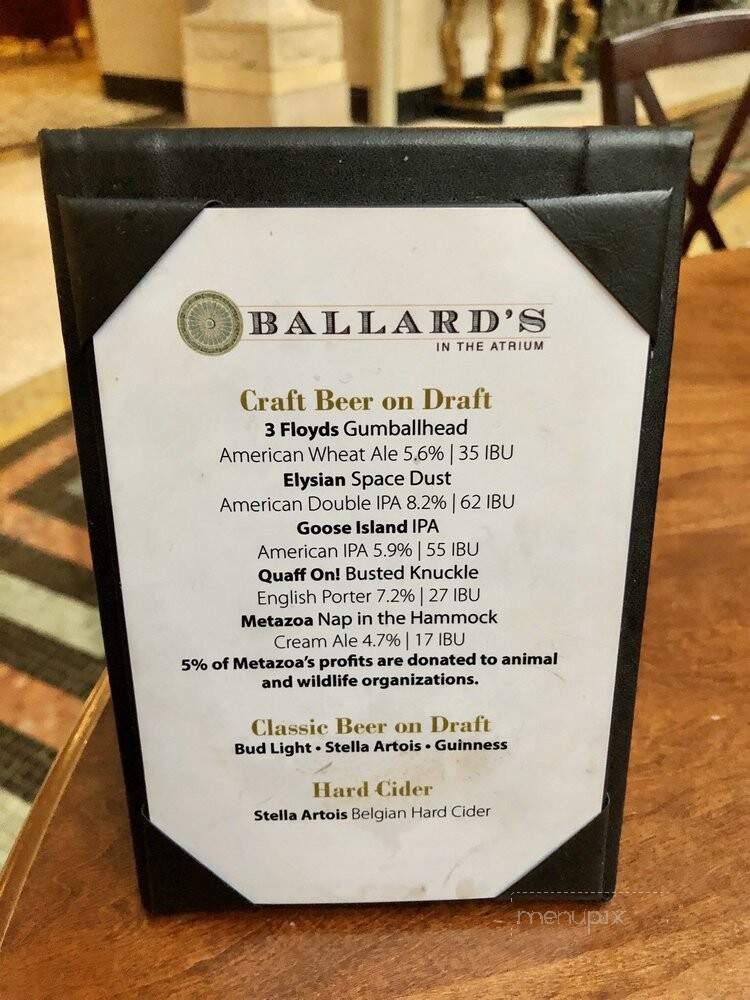 BALLARD'S
IN THE ATRIUM
Craft Beer on Draft
3 Floyds Gumballhead
American Wheat Ale 5.6% | 35 IBU
Elysian Space Dust
American Double IPA 8.2% | 62 IBU
Goose Island IPA
American IPA 5.9% | 55 IBU
Quaff On! Busted Knuckle
English Porter 7.2% | 27 IBU
Metazoa Nap in the Hammock
Cream Ale 4.7% | 17 IBU
5% of Metazoa's profits are donated to animal
and wildlife organizations.
Classic Beer on Draft
Bud Light • Stella Artois • Guinness
Hard Cider
Stella Artois Belgian Hard Cider
menupix